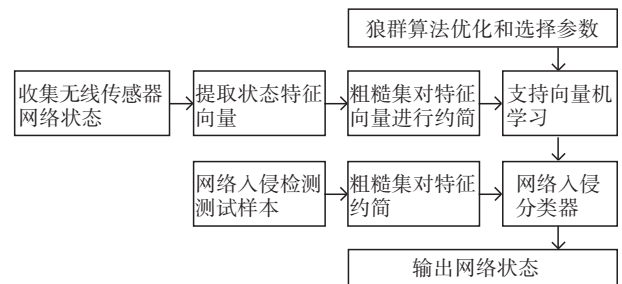 狼群算法优化和选择参数
收集无线传感器
网络状态
提取状态特征
向量
粗糙集对特征
向量进行约简
支持向量机
学习
网络入侵检测
测试样本
粗糙集对特征
约简
网络入侵
分类器
输出网络状态